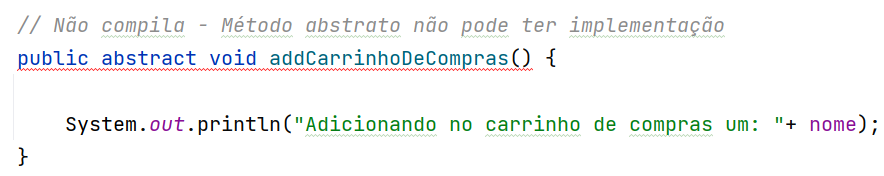 // Não compila - Método abstrato não pode ter implementação
public abstract void addCarrinhoDeCompras() {
System.out.println("Adicionando no carrinho de compras um: "+ nome);
}